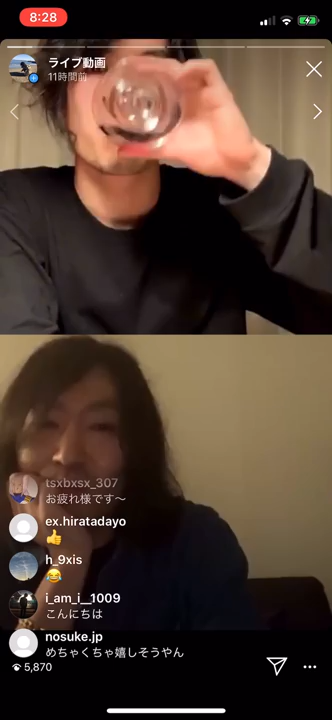 8:28
ライブ動画
11時間前
tsxbxsx_307
お疲れ様です〜
ex.hiratadayo
👍
h_9xis
😂
i_am_i__1009
こんにちは
nosuke.jp
めちゃくちゃ嬉しそうやん
5,870